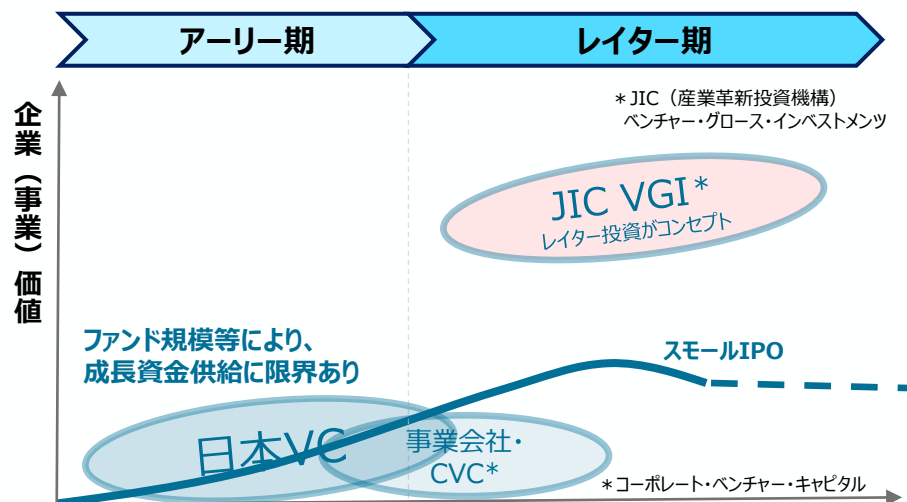 アーリー期
レイター期
＊JIC（産業革新投資機構）
ベンチャー・グロース・インベストメンツ
企業（事業）価値
JIC VGI＊
レイター投資がコンセプト
ファンド規模等により、
成長資金供給に限界あり
スモールIPO
日本VC
事業会社・
CVC＊
＊コーポレート・ベンチャー・キャピタル